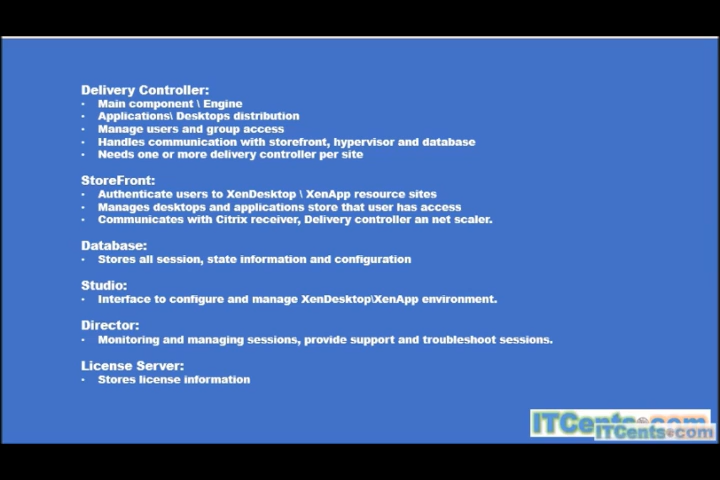 Delivery Controller:
• Main component \ Engine
• Applications\ Desktops distribution
• Manage users and group access
• Handles communication with storefront, hypervisor and database
• Needs one or more delivery controller per site
StoreFront:
• Authenticate users to XenDesktop \ XenApp resource sites
• Manages desktops and applications store that user has access
• Communicates with Citrix receiver, Delivery controller an net scaler.
Database:
• Stores all session, state information and configuration
Studio:
• Interface to configure and manage XenDesktop\XenApp environment.
Director:
• Monitoring and managing sessions, provide support and troubleshoot sessions.
License Server:
• Stores license information
ITCents.com
ITCents.com